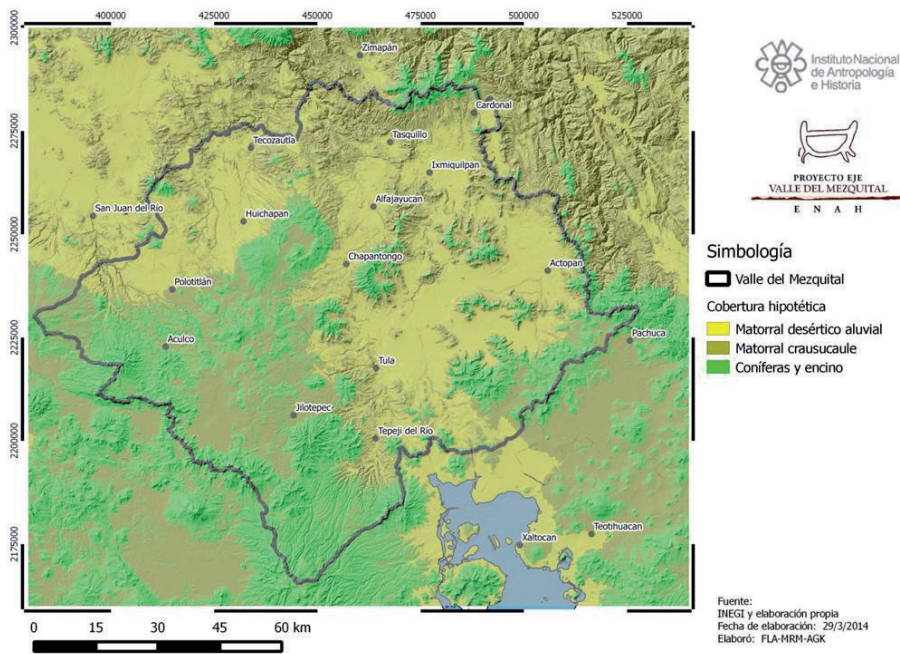 400000
425000
450000
475000
500000
525000
2300000
2275000
2250000
2225000
2200000
2175000
Zimapán
Cardonal
Tecozautla
Tasquillo
Ixmiquilpan
San Juan del Río
Huichapan
Alfajayucan
Chapantongo
Actopan
Polotitlán
Aculco
Pachuca
Tula
Jilotepec
Tepeji del Río
Teotihuacan
Xaltocan
0 15 30 45 60 km
Instituto Nacional
de Antropología
e Historia
PROYECTO EJE
VALLE DEL MEZQUITAL
E N A H
Simbología
Valle del Mezquital
Cobertura hipotética
Matorral desértico aluvial
Matorral crausucaule
Coníferas y encino
Fuente:
INEGI y elaboración propia
Fecha de elaboración: 29/3/2014
Elaboró: FLA-MRM-AGK